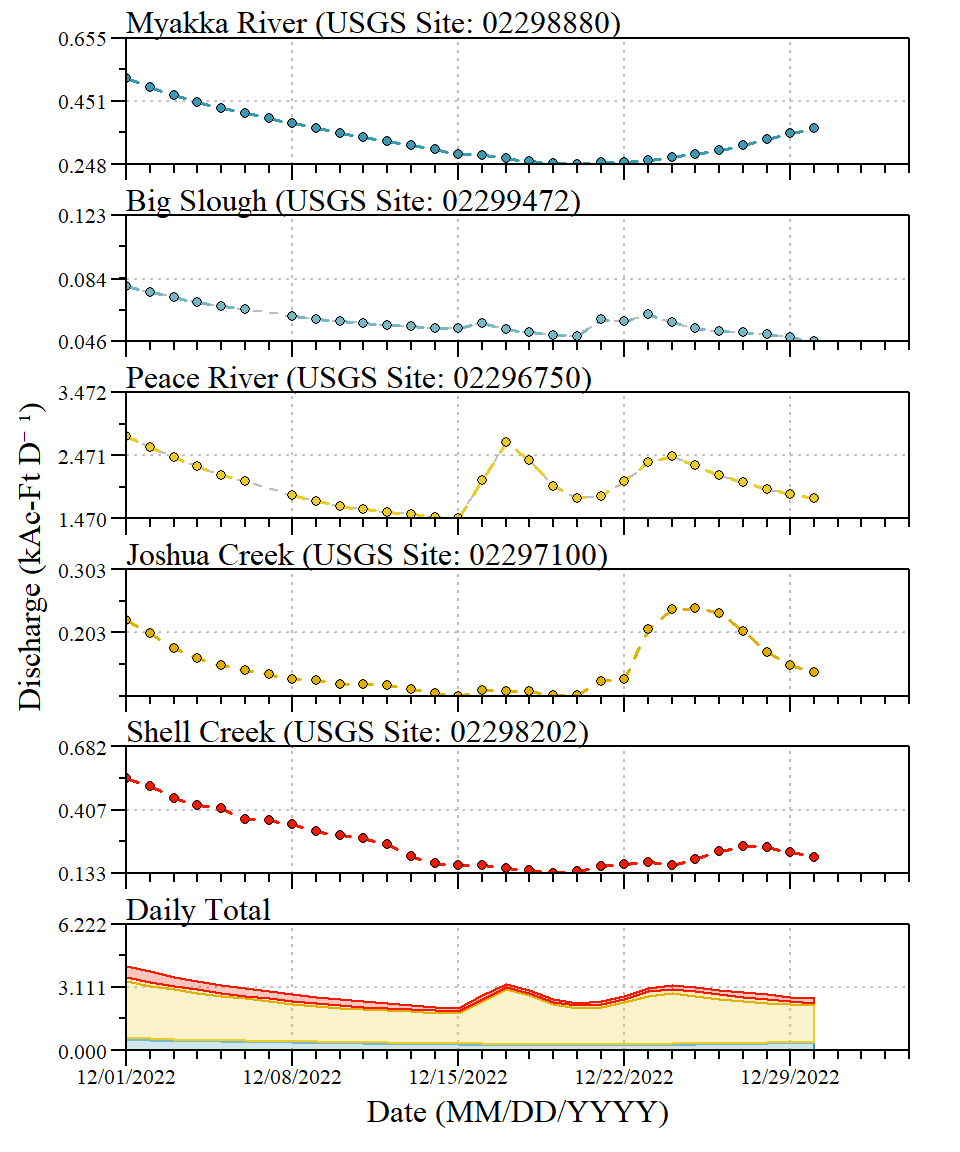 Myakka River (USGS Site: 02298880)
0.655
0.451
0.248
Big Slough (USGS Site: 02299472)
0.123
0.084
0.046
Peace River (USGS Site: 02296750)
3.472
2.471
1.470
Discharge (kAc-Ft D⁻¹)
Joshua Creek (USGS Site: 02297100)
0.303
0.203
Shell Creek (USGS Site: 02298202)
0.682
0.407
0.133
Daily Total
6.222
3.111
0.000
12/01/2022 12/08/2022 12/15/2022 12/22/2022 12/29/2022
Date (MM/DD/YYYY)